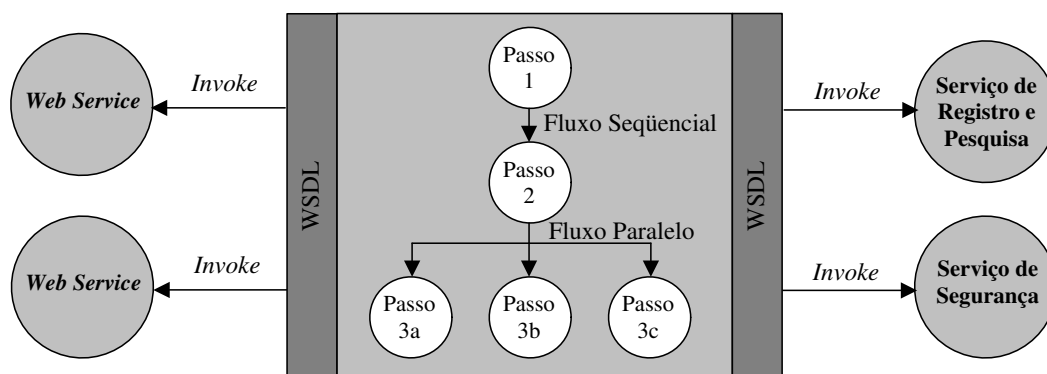 Web Service
Invoke
Web Service
Invoke
WSDL
Passo
1
Fluxo Seqüencial
Passo
2
Fluxo Paralelo
Passo
3a
Passo
3b
Passo
3c
WSDL
Invoke
Serviço de
Registro e
Pesquisa
Invoke
Serviço de
Segurança